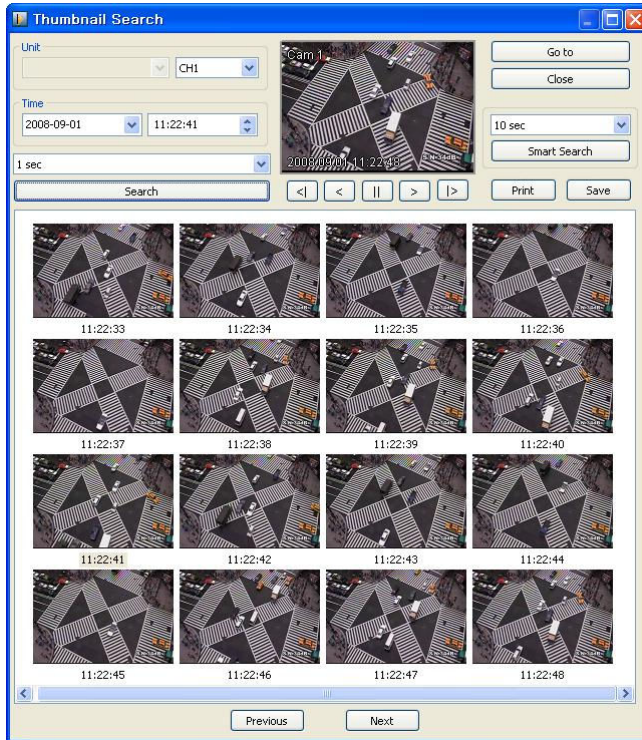 Thumbnail Search
Unit
CH1
Time
2008-09-01
11:22:41
1 sec
Search
Cam 1
2008/09/01 11:22:48
<|
<
||
>
|>
Go to
Close
10 sec
Smart Search
Print
Save
11:22:33
11:22:34
11:22:35
11:22:36
11:22:37
11:22:38
11:22:39
11:22:40
11:22:41
11:22:42
11:22:43
11:22:44
11:22:45
11:22:46
11:22:47
11:22:48
Previous
Next